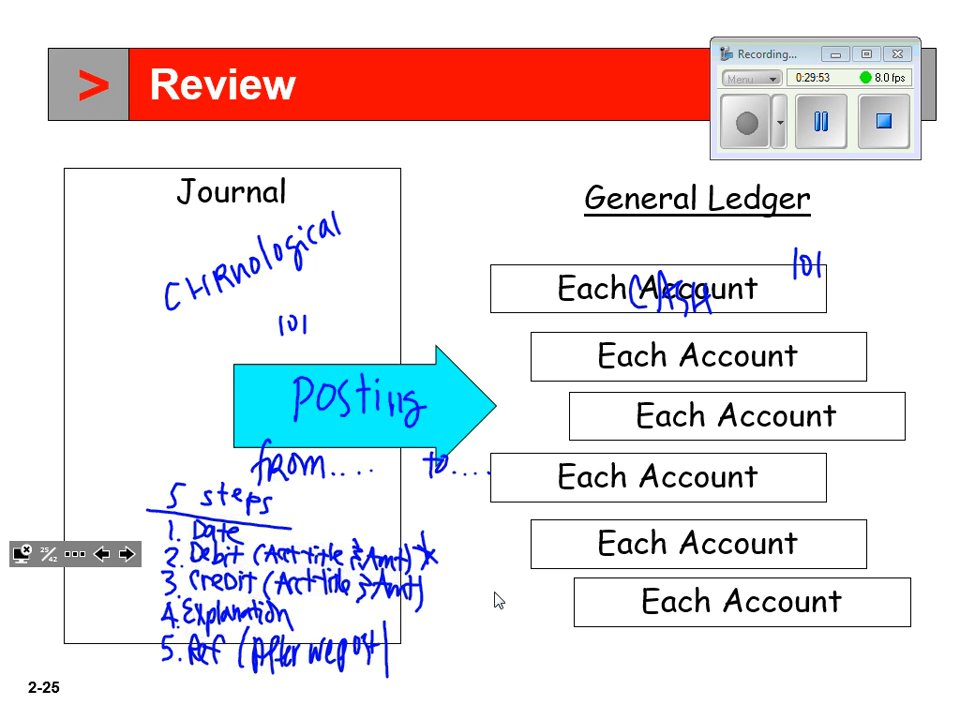 > Review
Recording...
Menu
0:29:53
8.0 fps
Journal
CHRnological
101
Posting
from....
to....
5 steps
1. Date
2. Debit (Acct title & Amt)
3. Credit (Acct title & Amt)
4. Explanation
5. Ref (After we post)
General Ledger
Each Account
CASH
101
Each Account
Each Account
Each Account
Each Account
Each Account
25/42
2-25